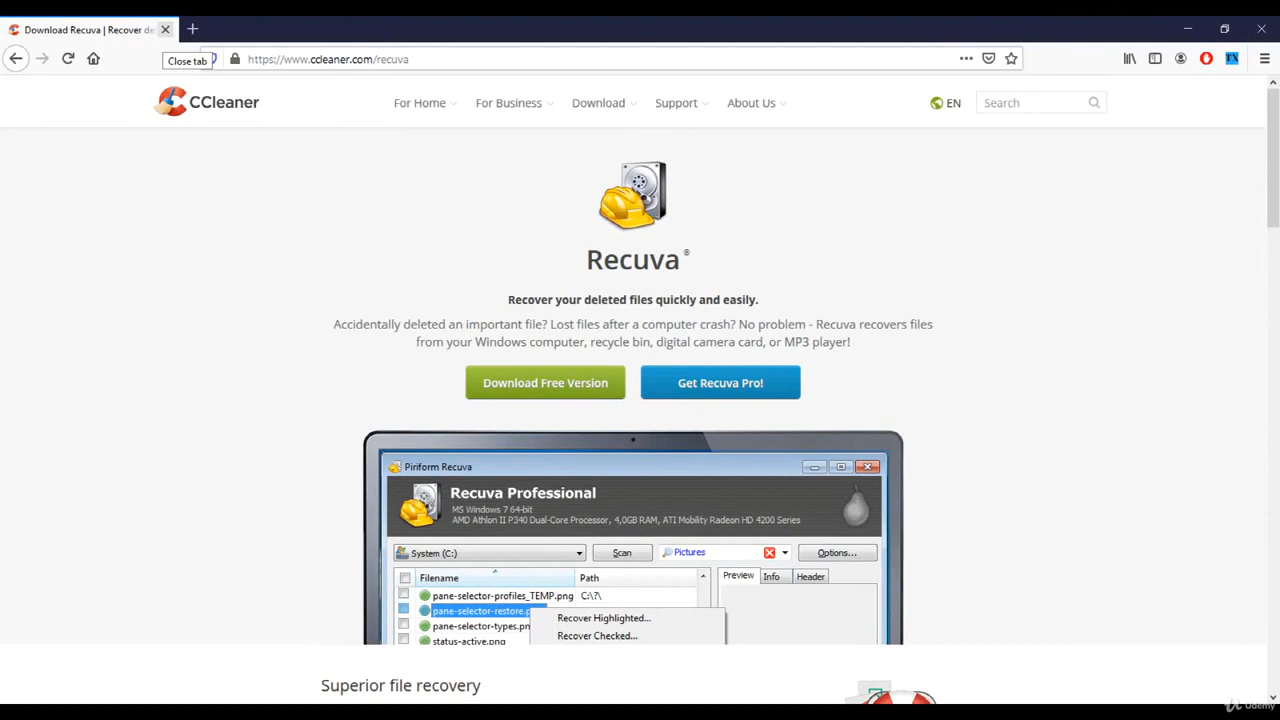 Download Recuva | Recover de
Close tab
https://www.ccleaner.com/recuva
CCleaner
For Home
For Business
Download
Support
About Us
EN
Search
Recuva®
Recover your deleted files quickly and easily.
Accidentally deleted an important file? Lost files after a computer crash? No problem - Recuva recovers files
from your Windows computer, recycle bin, digital camera card, or MP3 player!
Download Free Version
Get Recuva Pro!
Piriform Recuva
Recuva Professional
MS Windows 7 64-bit
AMD Athlon II P340 Dual-Core Processor, 4,0GB RAM, ATI Mobility Radeon HD 4200 Series
System (C:)
Scan
Pictures
Options...
Filename
Path
Preview
Info
Header
pane-selector-profiles_TEMP.png
C:\?\
pane-selector-restore.p
Recover Highlighted...
pane-selector-types.pn
Recover Checked...
status-active.png
Superior file recovery
Udemy